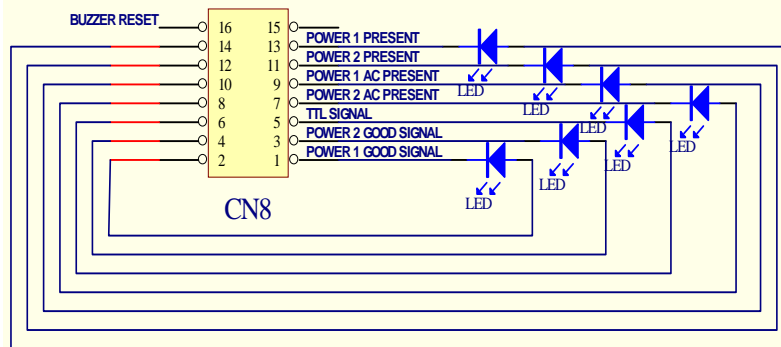 BUZZER RESET 16 15
14 13 POWER 1 PRESENT
12 11 POWER 2 PRESENT
10 9 POWER 1 AC PRESENT
8 7 POWER 2 AC PRESENT
6 5 TTL SIGNAL
4 3 POWER 2 GOOD SIGNAL
2 1 POWER 1 GOOD SIGNAL
LED
LED
LED
LED
LED
LED
LED
CN8